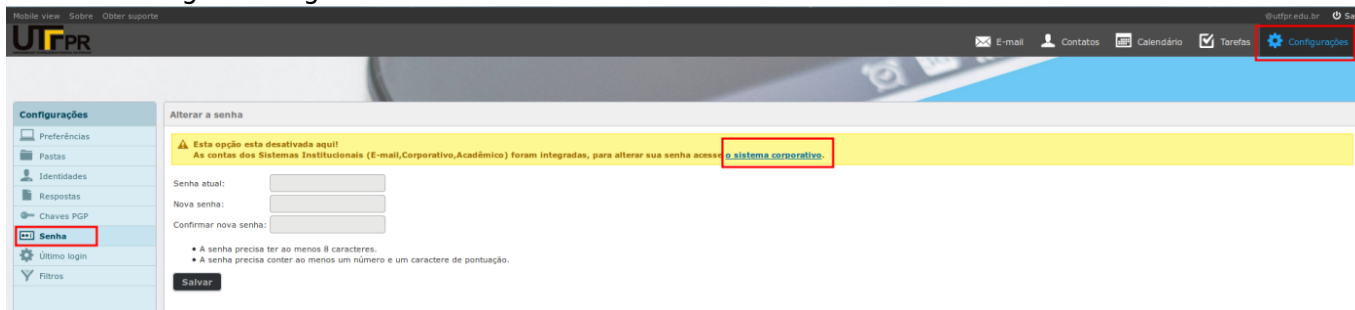 Mobile view Sobre Obter suporte
@utfpr.edu.br
UTFPR
E-mail Contatos Calendário Tarefas Configurações
Configurações
Preferências
Pastas
Identidades
Respostas
Chaves PGP
Senha
Último login
Filtros
Alterar a senha
Esta opção esta desativada aqui!
As contas dos Sistemas Institucionais (E-mail,Corporativo,Acadêmico) foram integradas, para alterar sua senha acesse o sistema corporativo.
Senha atual:
Nova senha:
Confirmar nova senha:
• A senha precisa ter ao menos 8 caracteres.
• A senha precisa conter ao menos um número e um caractere de pontuação.
Salvar